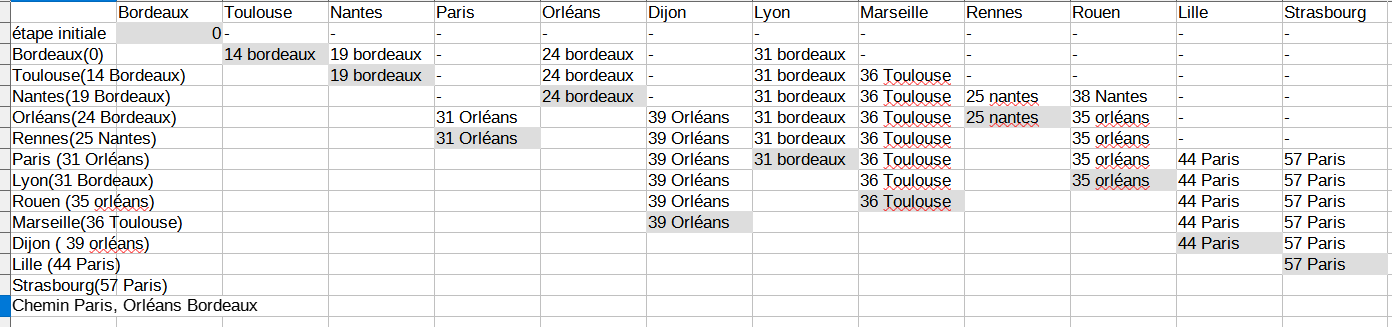 Bordeaux Toulouse Nantes Paris Orléans Dijon Lyon Marseille Rennes Rouen Lille Strasbourg
étape initiale 0 - - - - - - - - - - -
Bordeaux(0) 14 bordeaux 19 bordeaux - 24 bordeaux - 31 bordeaux - - - - -
Toulouse(14 Bordeaux) 19 bordeaux - 24 bordeaux - 31 bordeaux 36 Toulouse - - - -
Nantes(19 Bordeaux) - 24 bordeaux - 31 bordeaux 36 Toulouse 25 nantes 38 Nantes - -
Orléans(24 Bordeaux) 31 Orléans 39 Orléans 31 bordeaux 36 Toulouse 25 nantes 35 orléans - -
Rennes(25 Nantes) 31 Orléans 39 Orléans 31 bordeaux 36 Toulouse 35 orléans - -
Paris (31 Orléans) 39 Orléans 31 bordeaux 36 Toulouse 35 orléans 44 Paris 57 Paris
Lyon(31 Bordeaux) 39 Orléans 36 Toulouse 35 orléans 44 Paris 57 Paris
Rouen (35 orléans) 39 Orléans 36 Toulouse 44 Paris 57 Paris
Marseille(36 Toulouse) 39 Orléans 44 Paris 57 Paris
Dijon ( 39 orléans) 44 Paris 57 Paris
Lille (44 Paris) 57 Paris
Strasbourg(57 Paris)
Chemin Paris, Orléans Bordeaux